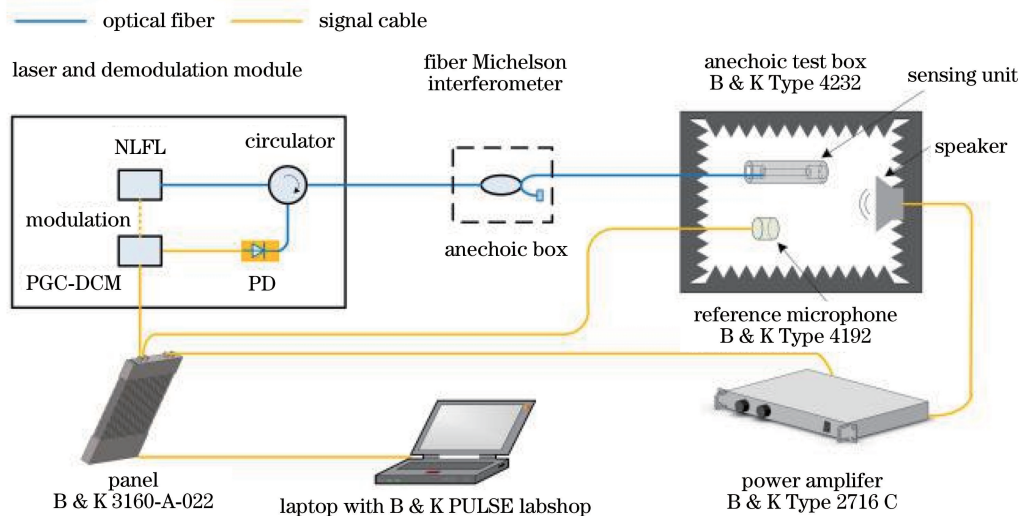 optical fiber
signal cable
laser and demodulation module
fiber Michelson
interferometer
anechoic test box
B & K Type 4232
sensing unit
NLFL
circulator
speaker
modulation
anechoic box
PGC-DCM
PD
reference microphone
B & K Type 4192
panel
B & K 3160-A-022
laptop with B & K PULSE labshop
power amplifer
B & K Type 2716 C